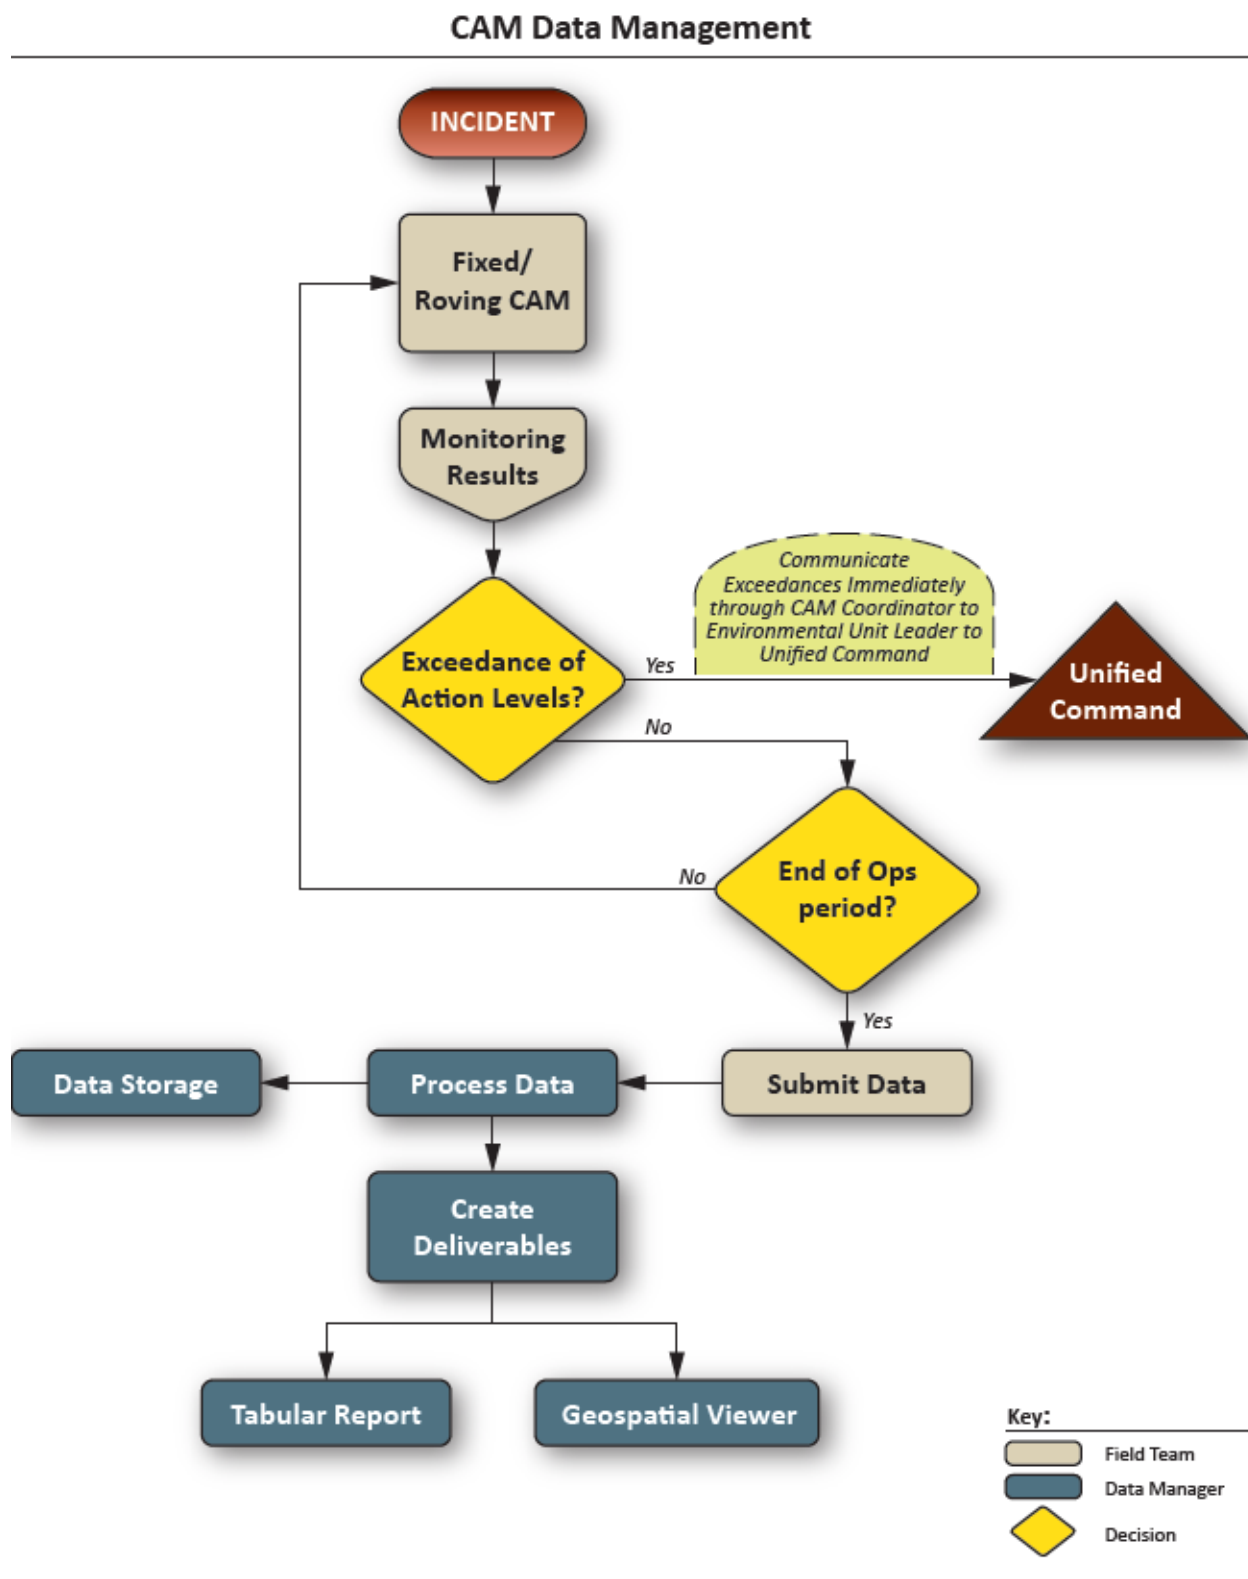 CAM Data Management
INCIDENT
Fixed/
Roving CAM
Monitoring
Results
Communicate
Exceedances Immediately
through CAM Coordinator to
Environmental Unit Leader to
Unified Command
Exceedance of
Action Levels?
Yes
Unified
Command
No
End of Ops
period?
No
Yes
Data Storage
Process Data
Submit Data
Create
Deliverables
Tabular Report
Geospatial Viewer
Key:
Field Team
Data Manager
Decision